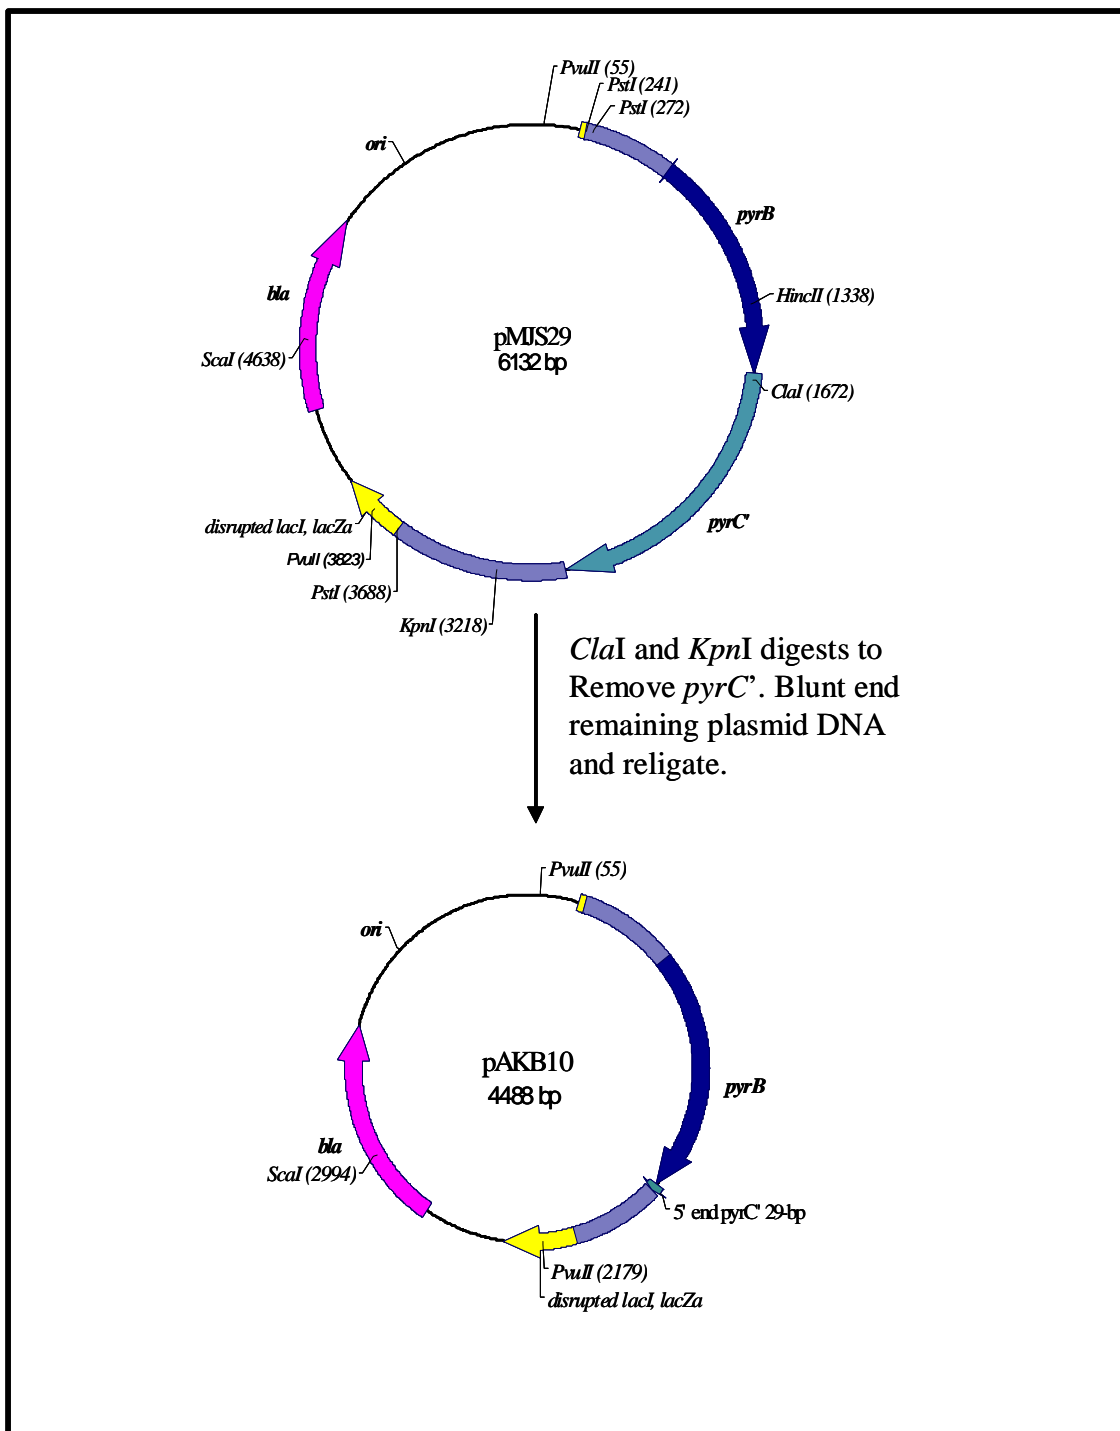 PvuII (55)
PstI (241)
PstI (272)
ori
pyrB
bla
HincII (1338)
pMJS29
6132 bp
ScaI (4638)
ClaI (1672)
pyrC'
disrupted lacI, lacZa
PvuII (3823)
PstI (3688)
KpnI (3218)
ClaI and KpnI digests to
Remove pyrC’. Blunt end
remaining plasmid DNA
and religate.
PvuII (55)
ori
pAKB10
4488 bp
pyrB
bla
ScaI (2994)
5' end pyrC' 29-bp
PvuII (2179)
disrupted lacI, lacZa